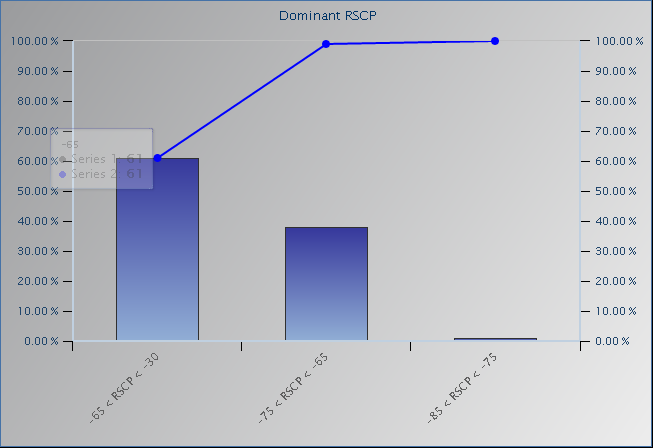 Dominant RSCP
100.00 % 100.00 %
90.00 % 90.00 %
80.00 % 80.00 %
70.00 % 70.00 %
-65
Series 1: 61
60.00 % 60.00 %
Series 2: 61
50.00 % 50.00 %
40.00 % 40.00 %
30.00 % 30.00 %
20.00 % 20.00 %
10.00 % 10.00 %
0.00 % 0.00 %
-65 < RSCP < -30
-75 < RSCP < -65
-85 < RSCP < -75